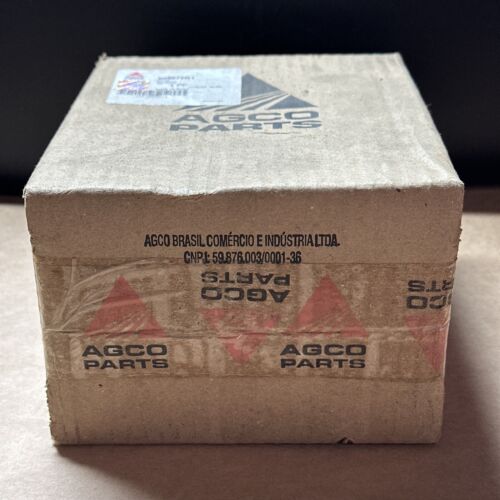 AGCO
PARTS
AGCO BRASIL COMÉRCIO E INDÚSTRIA LTDA.
CNPJ: 59.876.003/0001-36
AGCO
PARTS
AGCO
PARTS
AGCO
PARTS
PARTS